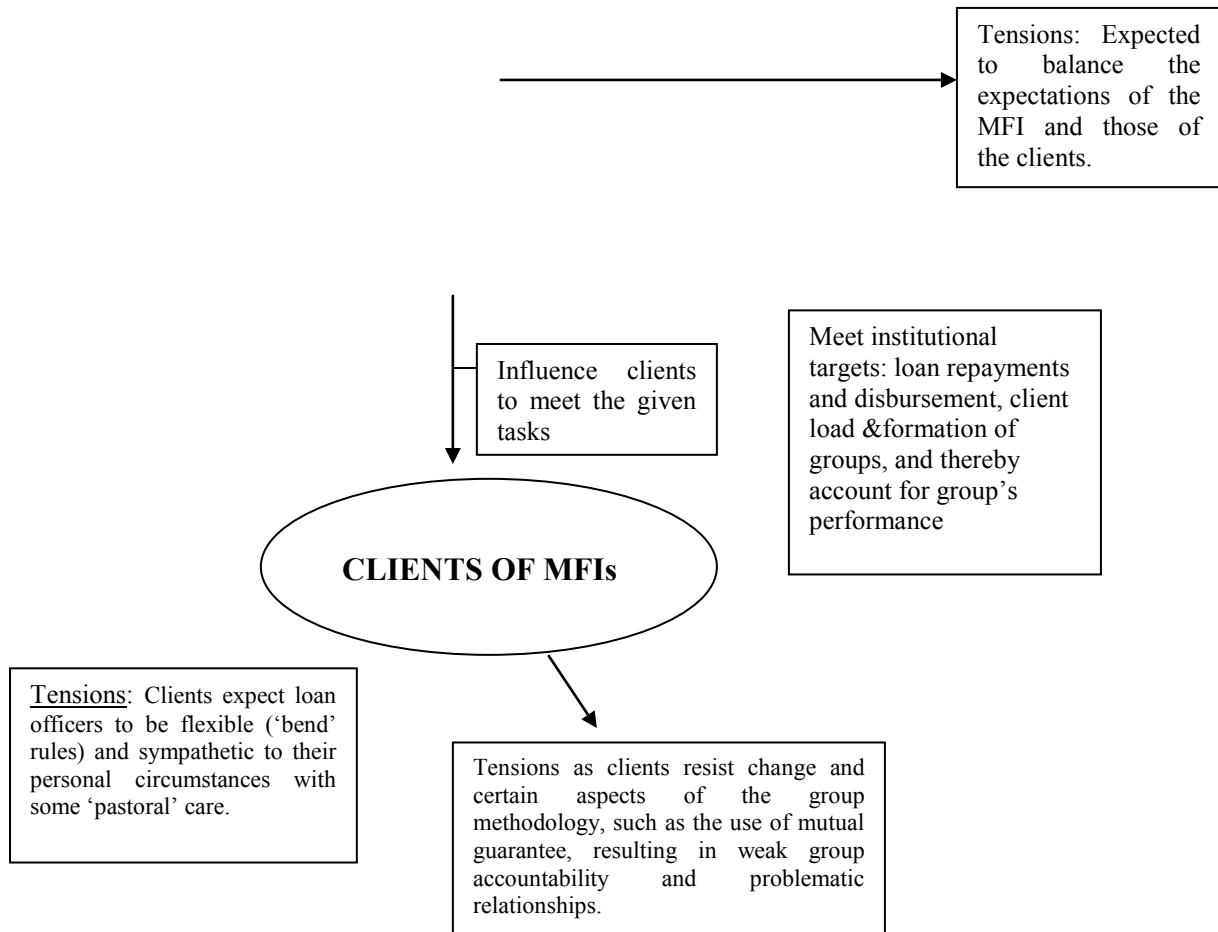 Tensions: Expected
to balance the
expectations of the
MFI and those of
the clients.
Meet institutional
targets: loan repayments
and disbursement, client
load &formation of
groups, and thereby
account for group’s
performance
Influence clients
to meet the given
tasks
CLIENTS OF MFIs
Tensions: Clients expect loan
officers to be flexible (‘bend’
rules) and sympathetic to their
personal circumstances with
some ‘pastoral’ care.
Tensions as clients resist change and
certain aspects of the group
methodology, such as the use of mutual
guarantee, resulting in weak group
accountability and problematic
relationships.